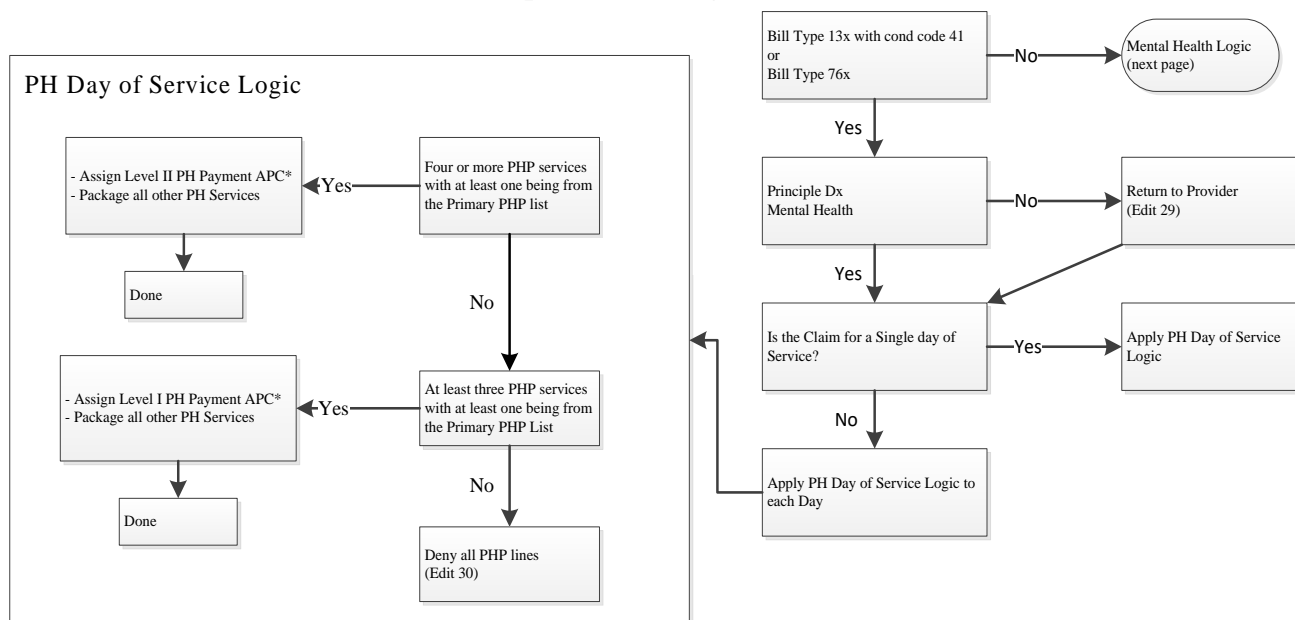 Bill Type 13x with cond code 41
or
Bill Type 76x
No
Mental Health Logic
(next page)
Yes
Principle Dx
Mental Health
No
Return to Provider
(Edit 29)
Yes
Is the Claim for a Single day of
Service?
Yes
Apply PH Day of Service
Logic
No
Apply PH Day of Service Logic to
each Day
PH Day of Service Logic
Four or more PHP services
with at least one being from
the Primary PHP list
Yes
- Assign Level II PH Payment APC*
- Package all other PH Services
Done
No
At least three PHP services
with at least one being from
the Primary PHP List
Yes
- Assign Level I PH Payment APC*
- Package all other PH Services
Done
No
Deny all PHP lines
(Edit 30)